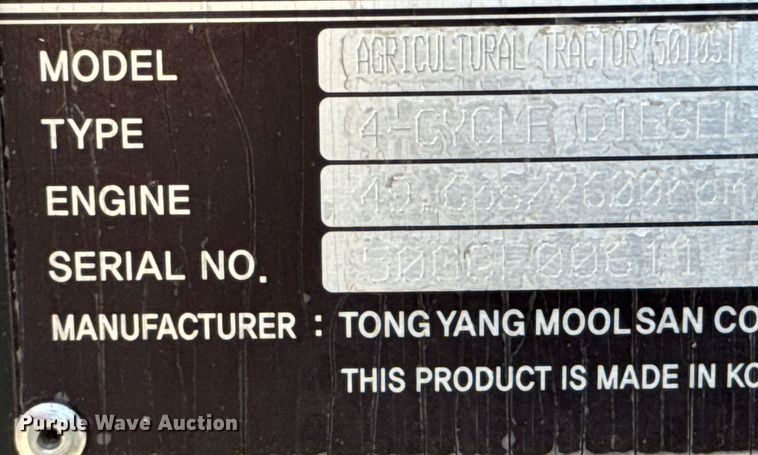 MODEL AGRICULTURAL TRACTOR 5010ST
TYPE 4-CYCLE DIESEL
ENGINE
SERIAL NO.
MANUFACTURER : TONG YANG MOOLSAN CO
THIS PRODUCT IS MADE IN KO
Purple Wave Auction